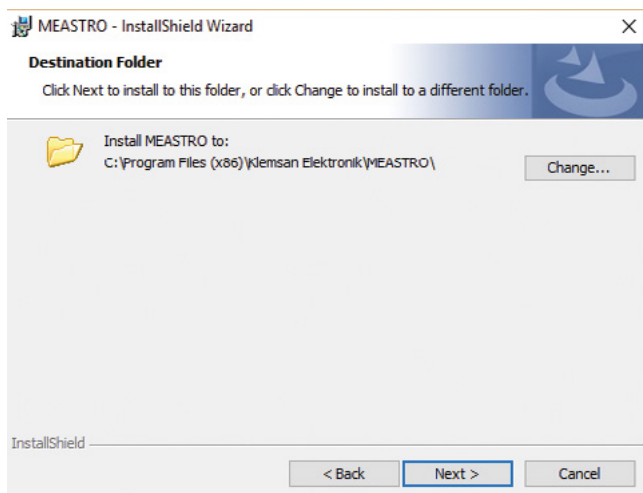 MEASTRO - InstallShield Wizard
Destination Folder
Click Next to install to this folder, or click Change to install to a different folder.
Install MEASTRO to:
C:\Program Files (x86)\Klemsan Elektronik\MEASTRO\
Change...
InstallShield
< Back
Next >
Cancel